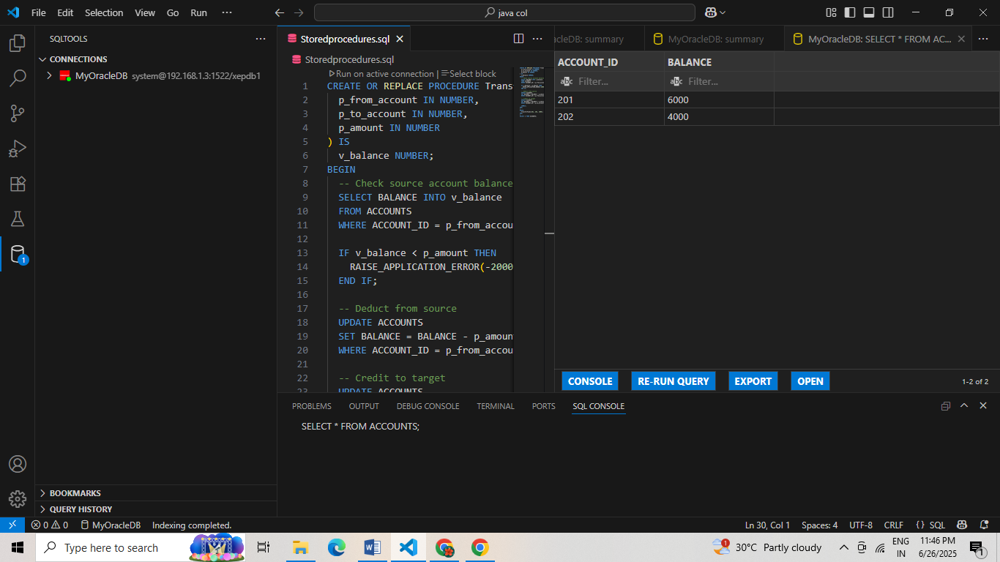 File Edit Selection View Go Run ···
java col
SQLTOOLS
CONNECTIONS
MyOracleDB system@192.168.1.3:1522/xepdb1
BOOKMARKS
QUERY HISTORY
Storedprocedures.sql
Storedprocedures.sql
Run on active connection | Select block
1 CREATE OR REPLACE PROCEDURE Trans
2 p_from_account IN NUMBER,
3 p_to_account IN NUMBER,
4 p_amount IN NUMBER
5 ) IS
6 v_balance NUMBER;
7 BEGIN
8 -- Check source account balance
9 SELECT BALANCE INTO v_balance
10 FROM ACCOUNTS
11 WHERE ACCOUNT_ID = p_from_accou
12
13 IF v_balance < p_amount THEN
14 RAISE_APPLICATION_ERROR(-2000
15 END IF;
16
17 -- Deduct from source
18 UPDATE ACCOUNTS
19 SET BALANCE = BALANCE - p_amoun
20 WHERE ACCOUNT_ID = p_from_accou
21
22 -- Credit to target
23 UPDATE ACCOUNTS
cleDB: summary
MyOracleDB: summary
MyOracleDB: SELECT * FROM AC...
ACCOUNT_ID BALANCE
abc Filter... abc Filter...
201 6000
202 4000
CONSOLE RE-RUN QUERY EXPORT OPEN
1-2 of 2
PROBLEMS OUTPUT DEBUG CONSOLE TERMINAL PORTS SQL CONSOLE
SELECT * FROM ACCOUNTS;
1
0 0 MyOracleDB Indexing completed.
Ln 30, Col 1 Spaces: 4 UTF-8 CRLF {} SQL
Type here to search
1
30°C Partly cloudy
ENG
IN
11:46 PM
6/26/2025
1